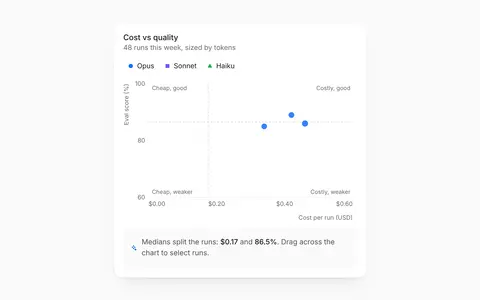 Cost vs quality
48 runs this week, sized by tokens
Opus Sonnet Haiku
Eval score (%)
100
Cheap, good Costly, good
80
Cheap, weaker Costly, weaker
60
$0.00 $0.20 $0.40 $0.60
Cost per run (USD)
Medians split the runs: $0.17 and 86.5%. Drag across the
chart to select runs.